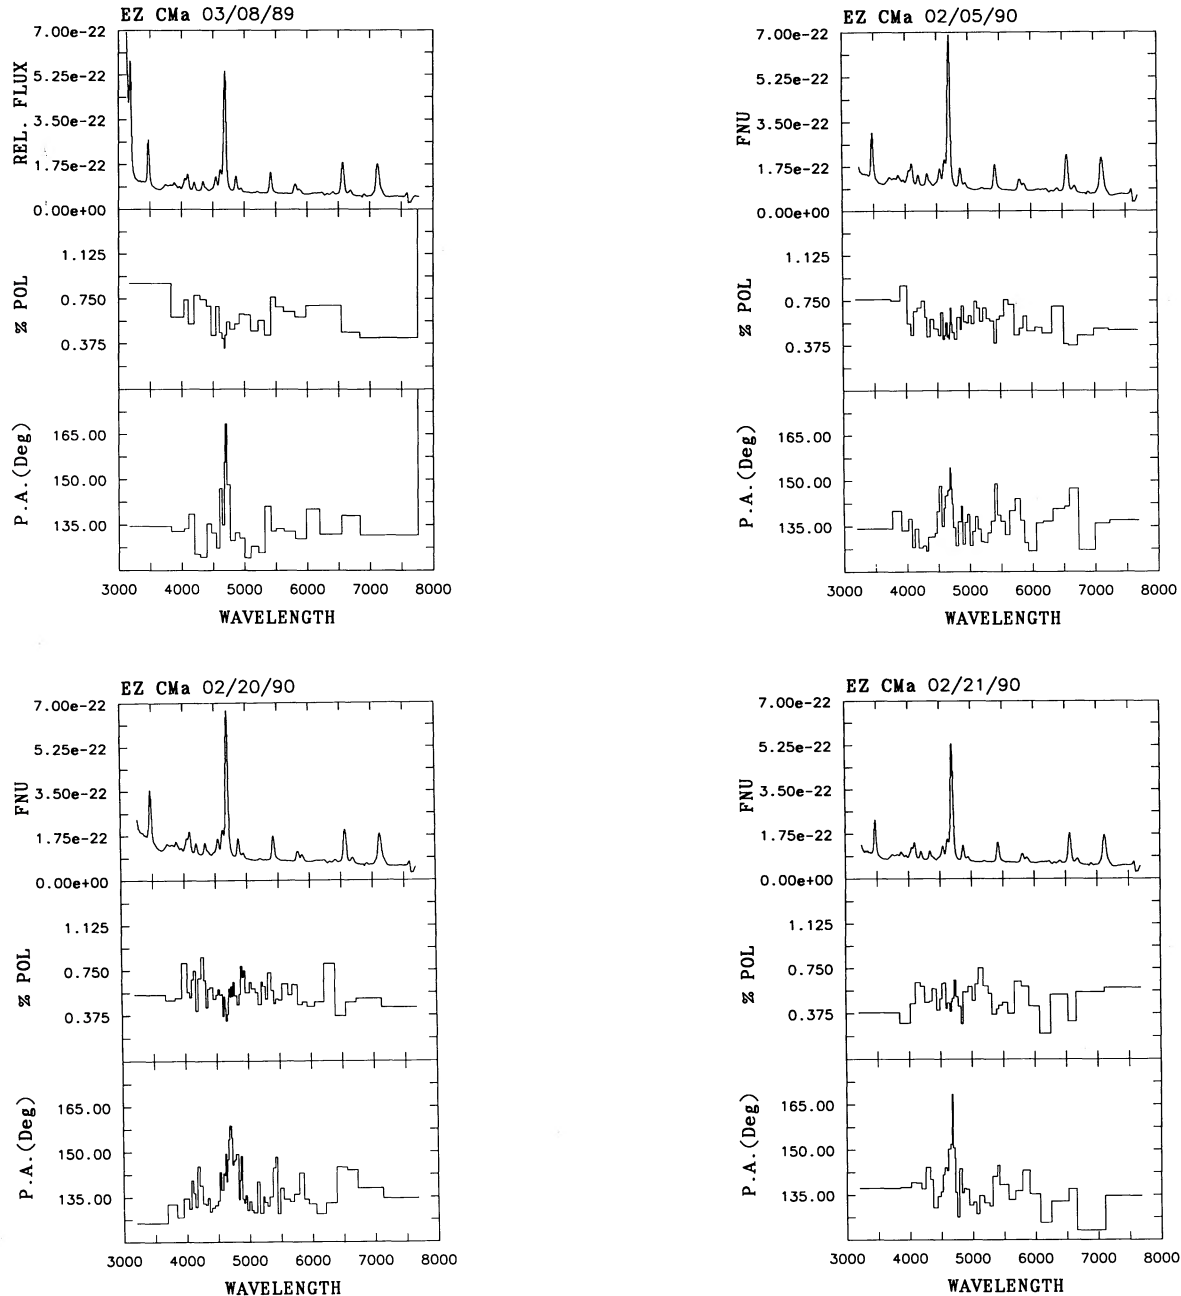 EZ CMa 03/08/89
7.00e-22
5.25e-22
3.50e-22
1.75e-22
0.00e+00
REL. FLUX
1.125
0.750
0.375
% POL
165.00
150.00
135.00
P.A.(Deg)
3000 4000 5000 6000 7000 8000
WAVELENGTH
EZ CMa 02/05/90
7.00e-22
5.25e-22
3.50e-22
1.75e-22
0.00e+00
FNU
1.125
0.750
0.375
% POL
165.00
150.00
135.00
P.A.(Deg)
3000 4000 5000 6000 7000 8000
WAVELENGTH
EZ CMa 02/20/90
7.00e-22
5.25e-22
3.50e-22
1.75e-22
0.00e+00
FNU
1.125
0.750
0.375
% POL
165.00
150.00
135.00
P.A.(Deg)
3000 4000 5000 6000 7000 8000
WAVELENGTH
EZ CMa 02/21/90
7.00e-22
5.25e-22
3.50e-22
1.75e-22
0.00e+00
FNU
1.125
0.750
0.375
% POL
165.00
150.00
135.00
P.A.(Deg)
3000 4000 5000 6000 7000 8000
WAVELENGTH